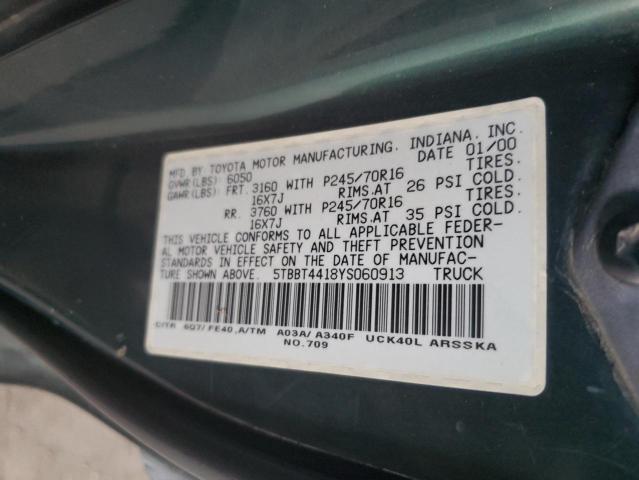 MFD. BY TOYOTA MOTOR MANUFACTURING, INDIANA, INC.
GVWR(LBS): 6050 DATE 01/00
GAWR(LBS): FRT. 3160 WITH P245/70R16 TIRES.
16X7J RIMS.AT 26 PSI COLD.
RR. 3760 WITH P245/70R16 TIRES.
16X7J RIMS.AT 35 PSI COLD.
THIS VEHICLE CONFORMS TO ALL APPLICABLE FEDER-
AL MOTOR VEHICLE SAFETY AND THEFT PREVENTION
STANDARDS IN EFFECT ON THE DATE OF MANUFAC-
TURE SHOWN ABOVE. 5TBBT4418YS060913 TRUCK
C/TR 6Q7/FE40,A/TM A03A/A340F UCK40L ARSSKA
NO.709